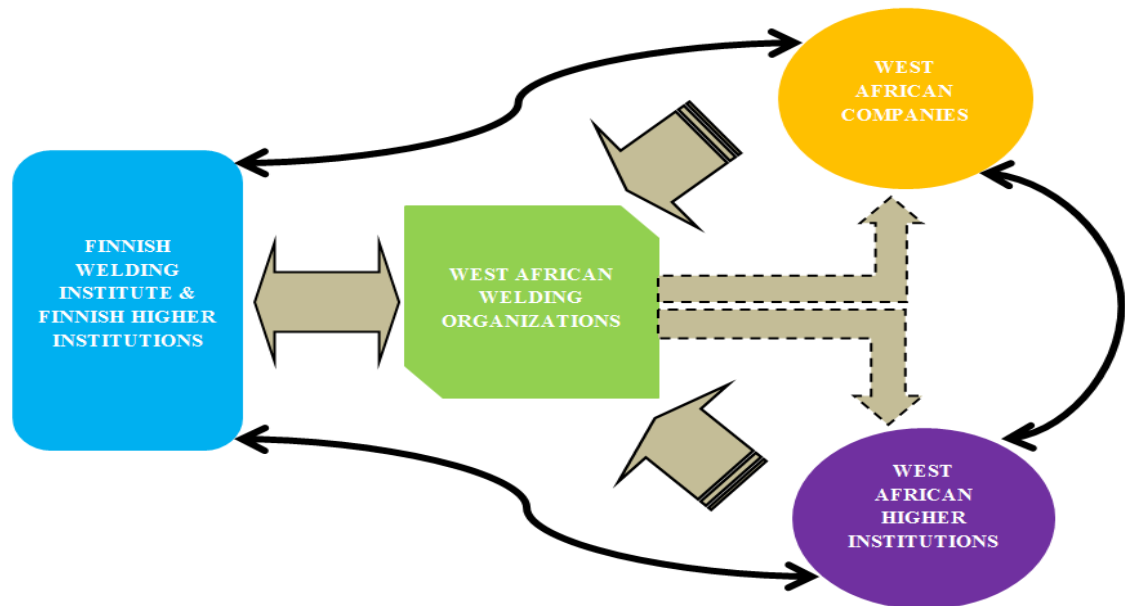 FINNISH
WELDING
INSTITUTE &
FINNISH HIGHER
INSTITUTIONS
WEST AFRICAN
WELDING
ORGANIZATIONS
WEST
AFRICAN
COMPANIES
WEST
AFRICAN
HIGHER
INSTITUTIONS